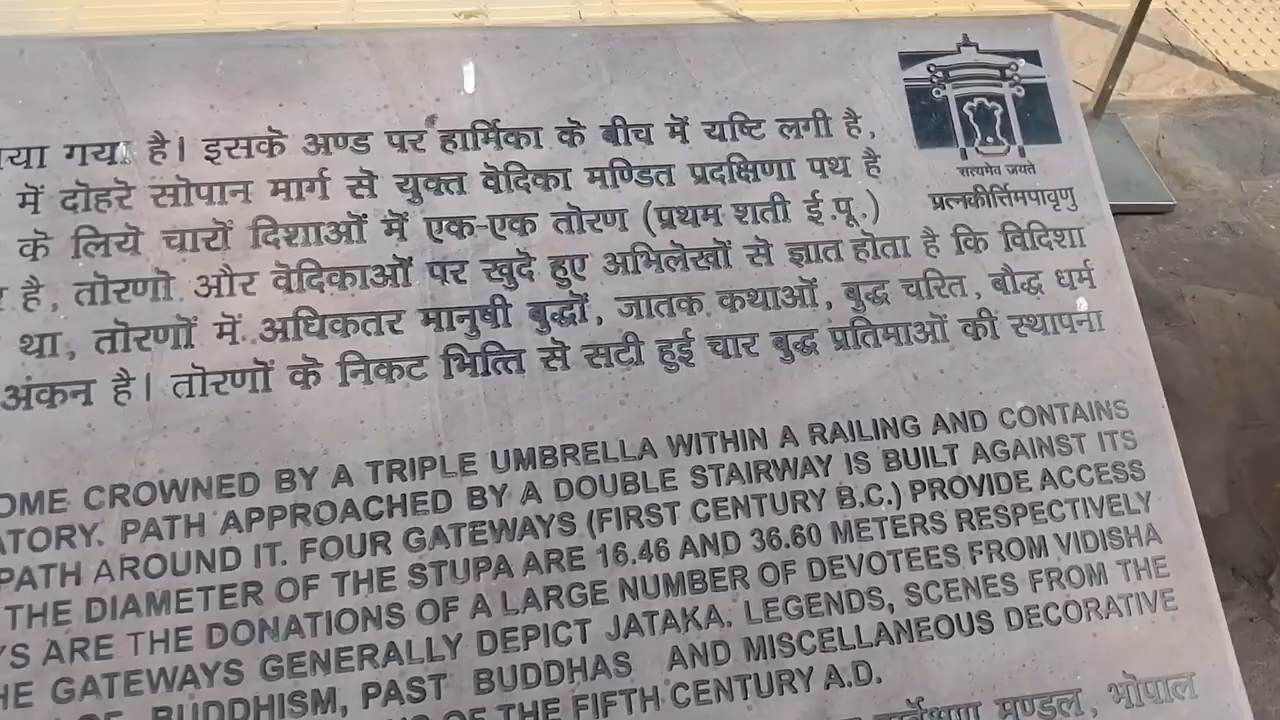 गया है। इसके अण्ड पर हार्मिका के बीच में यष्टि लगी है,
में दोहरे सोपान मार्ग से युक्त वेदिका मण्डित प्रदक्षिणा पथ है
के लिये चारों दिशाओं में एक-एक तोरण (प्रथम शती ई.पू.)
है, तोरणो और वेदिकाओं पर खुदे हुए अभिलेखों से ज्ञात होता है कि विदिशा
था, तोरणों में अधिकतर मानुषी बुद्धों, जातक कथाओं, बुद्ध चरित, बौद्ध धर्म
अंकन है। तोरणों के निकट भित्ति से सटी हुई चार बुद्ध प्रतिमाओं की स्थापना
सत्यमेव जयते
प्रत्नकीर्त्तिमपावृणु
CROWNED BY A TRIPLE UMBRELLA WITHIN A RAILING AND CONTAINS
PATH APPROACHED BY A DOUBLE STAIRWAY IS BUILT AGAINST ITS
PATH AROUND IT. FOUR GATEWAYS (FIRST CENTURY B.C.) PROVIDE ACCESS
THE DIAMETER OF THE STUPA ARE 16.46 AND 36.60 METERS RESPECTIVELY
ARE THE DONATIONS OF A LARGE NUMBER OF DEVOTEES FROM VIDISHA
GATEWAYS GENERALLY DEPICT JATAKA. LEGENDS, SCENES FROM THE
BUDDHISM, PAST BUDDHAS AND MISCELLANEOUS DECORATIVE
OF THE FIFTH CENTURY A.D.
मण्डल, भोपाल